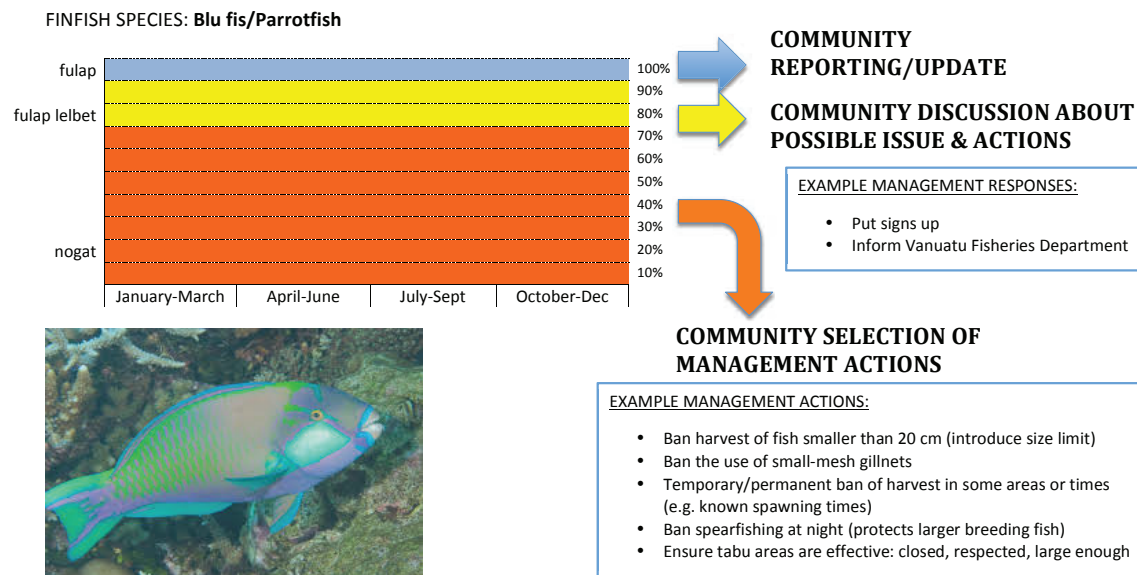 FINFISH SPECIES: Blu fis/Parrotfish
fulap
fulap lelbet
nogat
100%
90%
80%
70%
60%
50%
40%
30%
20%
10%
January-March
April-June
July-Sept
October-Dec
COMMUNITY
REPORTING/UPDATE
COMMUNITY DISCUSSION ABOUT
POSSIBLE ISSUE & ACTIONS
EXAMPLE MANAGEMENT RESPONSES:
• Put signs up
• Inform Vanuatu Fisheries Department
COMMUNITY SELECTION OF
MANAGEMENT ACTIONS
EXAMPLE MANAGEMENT ACTIONS:
• Ban harvest of fish smaller than 20 cm (introduce size limit)
• Ban the use of small-mesh gillnets
• Temporary/permanent ban of harvest in some areas or times
(e.g. known spawning times)
• Ban spearfishing at night (protects larger breeding fish)
• Ensure tabu areas are effective: closed, respected, large enough